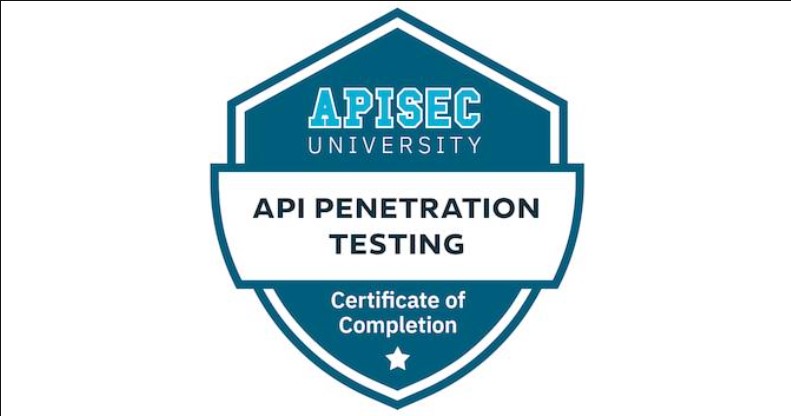 APISEC
UNIVERSITY
API PENETRATION
TESTING
Certificate of
Completion